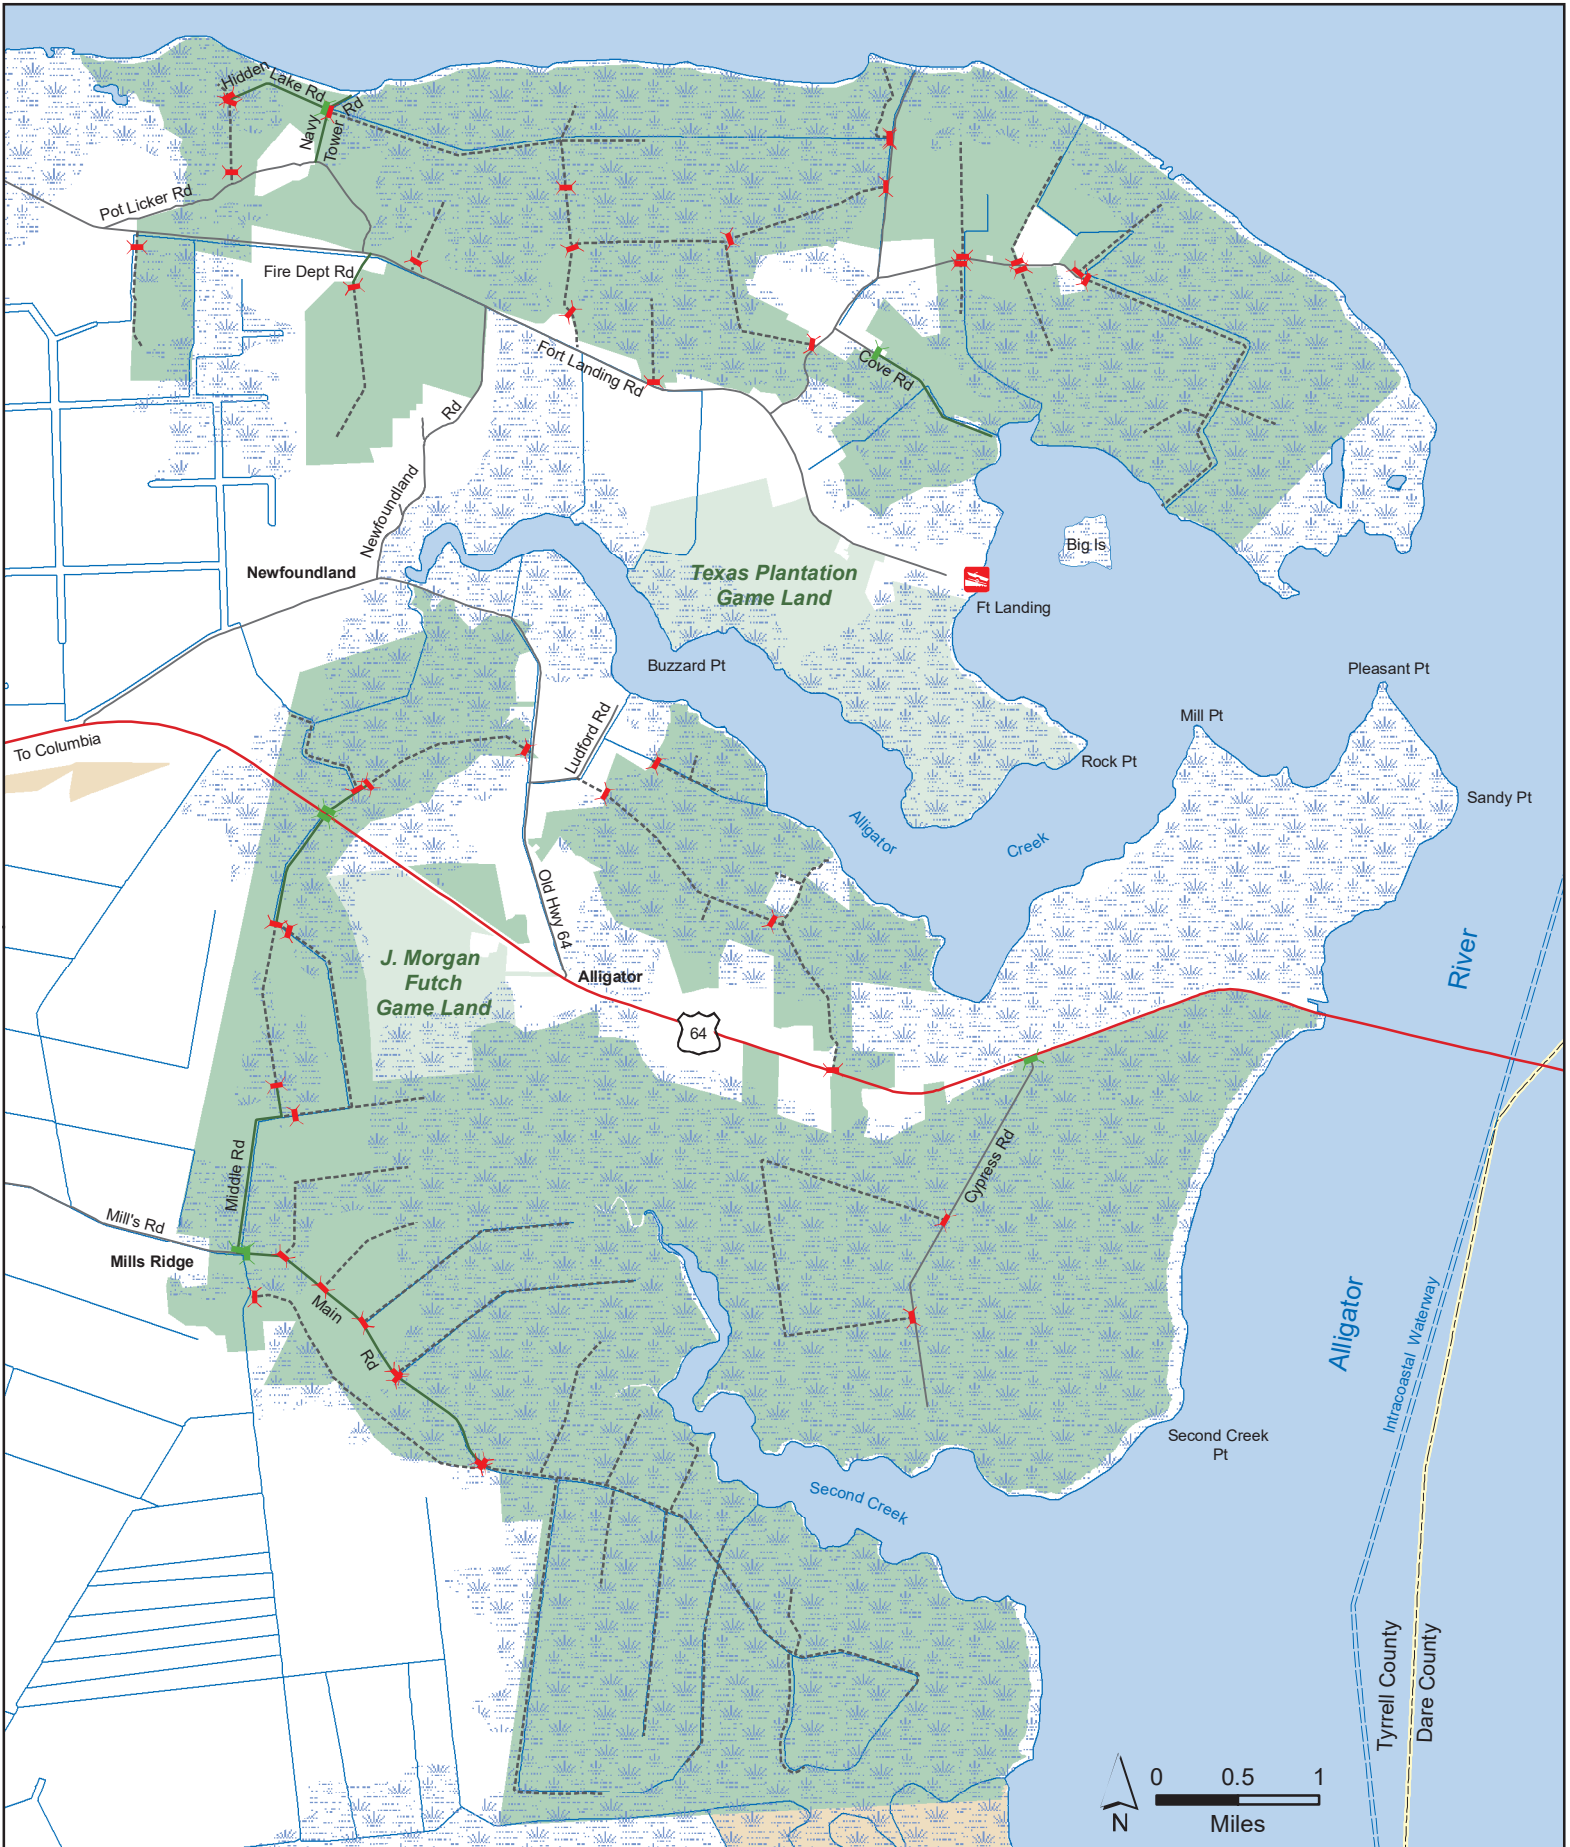 Hidden Lake Rd
Navy Tower Rd
Pot Licker Rd
Fire Dept Rd
Fort Landing Rd
Cove Rd
Newfoundland Rd
Newfoundland
Texas Plantation
Game Land
Big Is
Ft Landing
Buzzard Pt
Pleasant Pt
Mill Pt
Rock Pt
Sandy Pt
To Columbia
Ludford Rd
Alligator Creek
Old Hwy 64
J. Morgan
Futch
Game Land
Alligator
64
Alligator River
Middle Rd
Cypress Rd
Mill's Rd
Mills Ridge
Main Rd
Intracoastal Waterway
Second Creek
Pt
Second Creek
Tyrrell County
Dare County
N
0 0.5 1
Miles